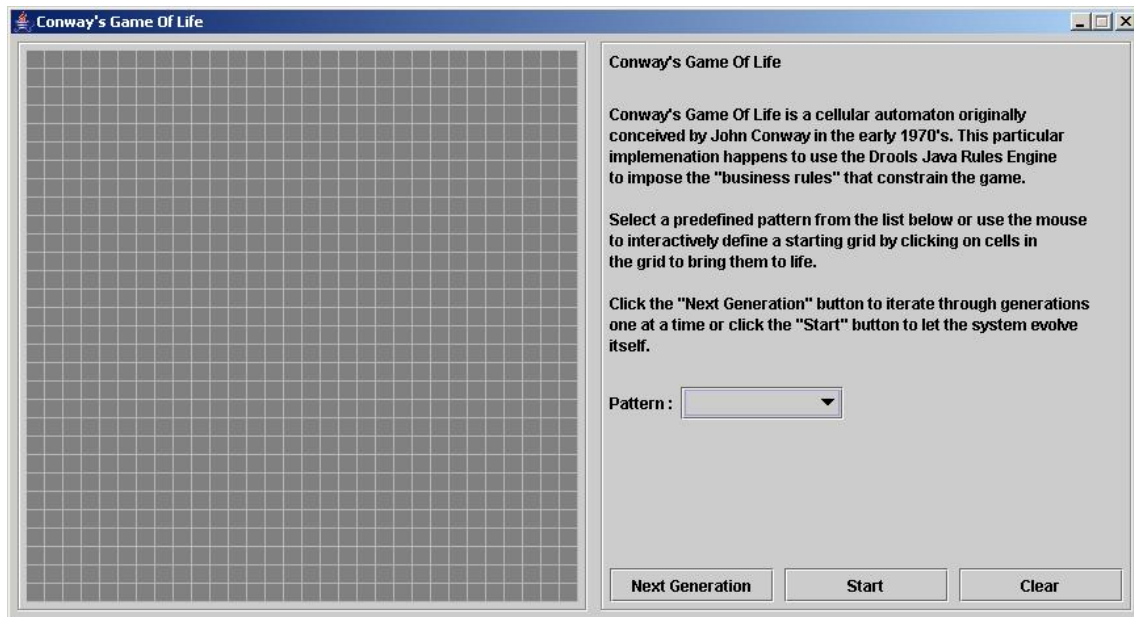 Conway's Game Of Life
Conway's Game Of Life
Conway's Game Of Life is a cellular automaton originally
conceived by John Conway in the early 1970's. This particular
implemenation happens to use the Drools Java Rules Engine
to impose the "business rules" that constrain the game.
Select a predefined pattern from the list below or use the mouse
to interactively define a starting grid by clicking on cells in
the grid to bring them to life.
Click the "Next Generation" button to iterate through generations
one at a time or click the "Start" button to let the system evolve
itself.
Pattern :
Next Generation Start Clear